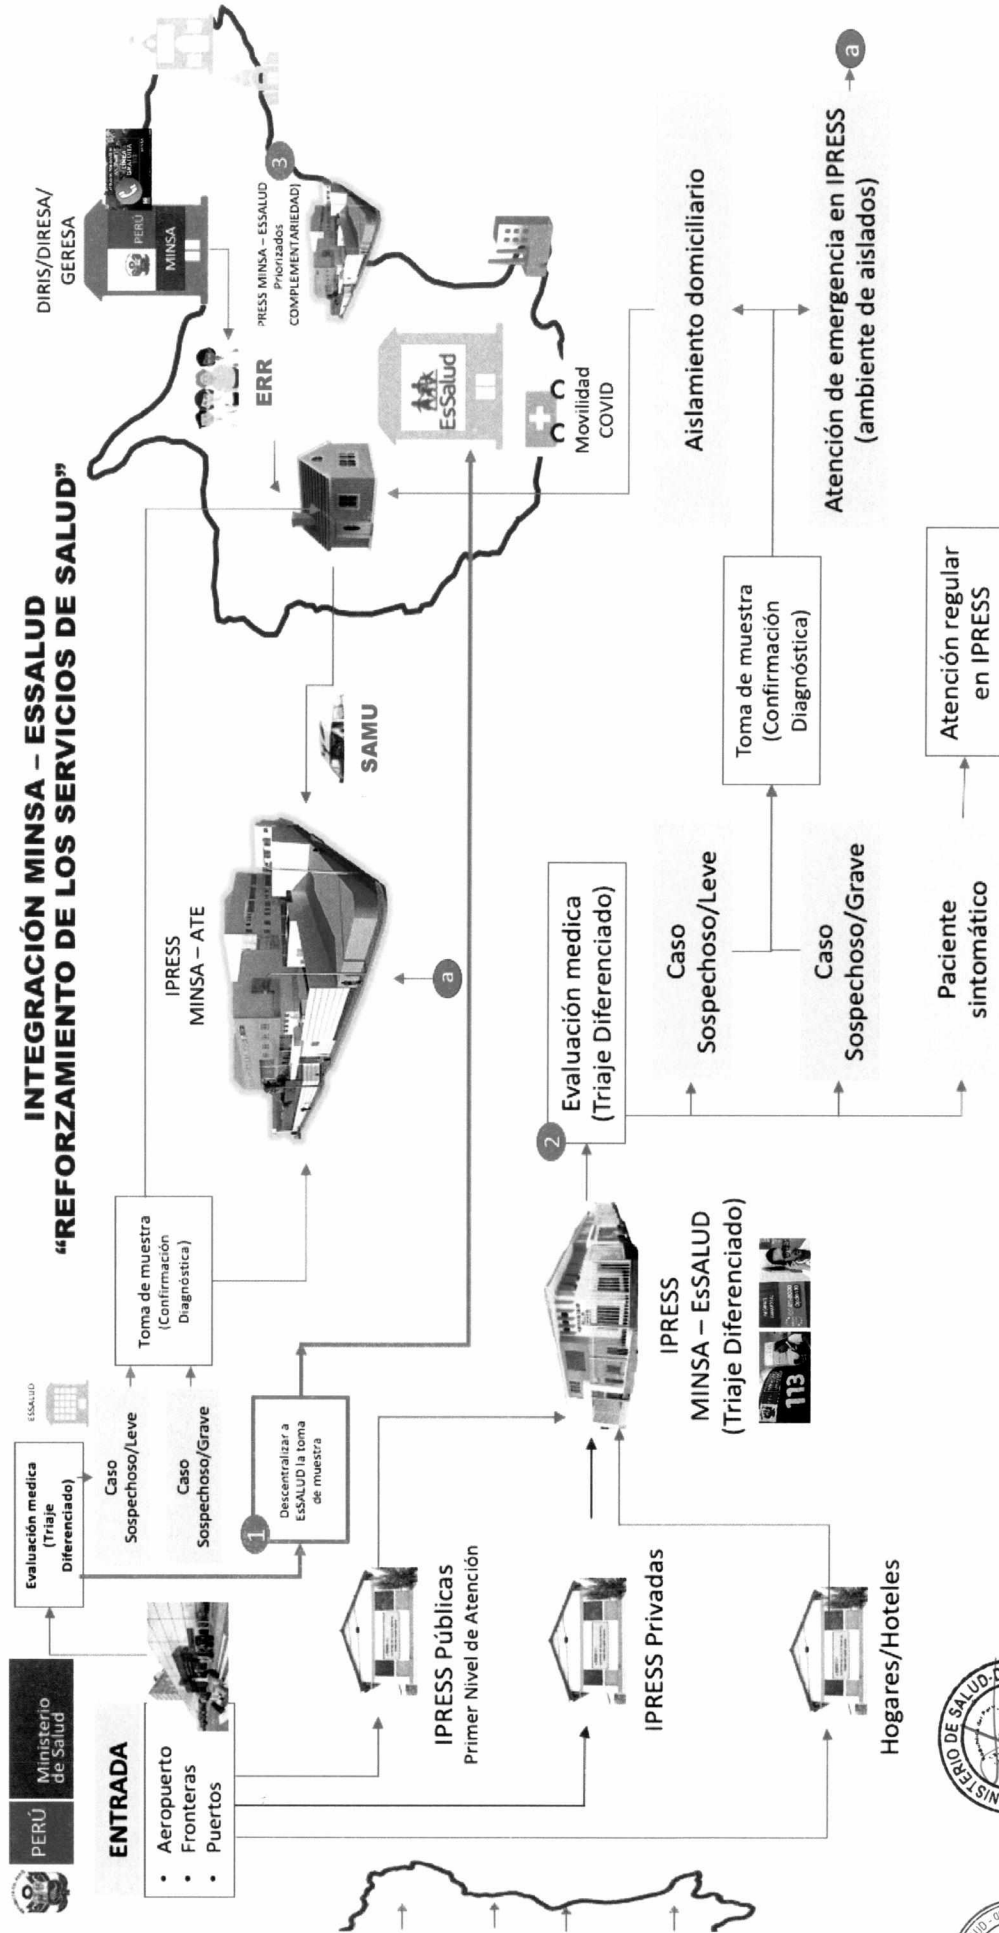 PERÚ
Ministerio
de Salud
INTEGRACIÓN MINSA – ESSALUD
“REFORZAMIENTO DE LOS SERVICIOS DE SALUD”
ENTRADA
• Aeropuerto
• Fronteras
• Puertos
Evaluación medica
(Triaje
Diferenciado)
ESSALUD
Caso
Sospechoso/Leve
Caso
Sospechoso/Grave
Toma de muestra
(Confirmación
Diagnóstica)
1
Descentralizar a
EsSALUD la toma
de muestra
IPRESS
MINSA – ATE
a
SAMU
DIRIS/DIRESA/
GERESA
PERÚ
MINSA
ERR
3
PRESS MINSA – ESSALUD
Priorizados
COMPLEMENTARIEDAD)
EsSalud
Movilidad
COVID
IPRESS Públicas
Primer Nivel de Atención
IPRESS Privadas
Hogares/Hoteles
IPRESS
MINSA – EsSALUD
(Triaje Diferenciado)
113
2
Evaluación medica
(Triaje Diferenciado)
Caso
Sospechoso/Leve
Caso
Sospechoso/Grave
Paciente
sintomático
Toma de muestra
(Confirmación
Diagnóstica)
Atención regular
en IPRESS
Aislamiento domiciliario
Atención de emergencia en IPRESS
(ambiente de aislados)
a
NISTERIO DE SALUD